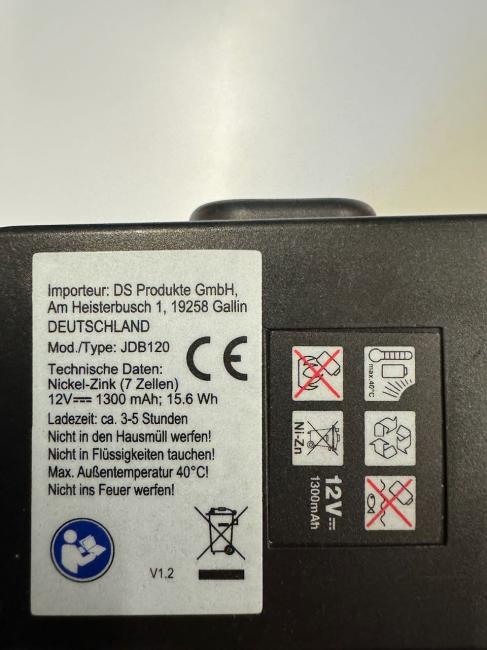 Importeur: DS Produkte GmbH,
Am Heisterbusch 1, 19258 Gallin
DEUTSCHLAND
Mod./Type: JDB120
CE
Technische Daten:
Nickel-Zink (7 Zellen)
12V⎓ 1300 mAh; 15.6 Wh
Ladezeit: ca. 3-5 Stunden
Nicht in den Hausmüll werfen!
Nicht in Flüssigkeiten tauchen!
Max. Außentemperatur 40°C!
Nicht ins Feuer werfen!
V1.2
max.40°C
Ni-Zn
12V⎓
1300mAh